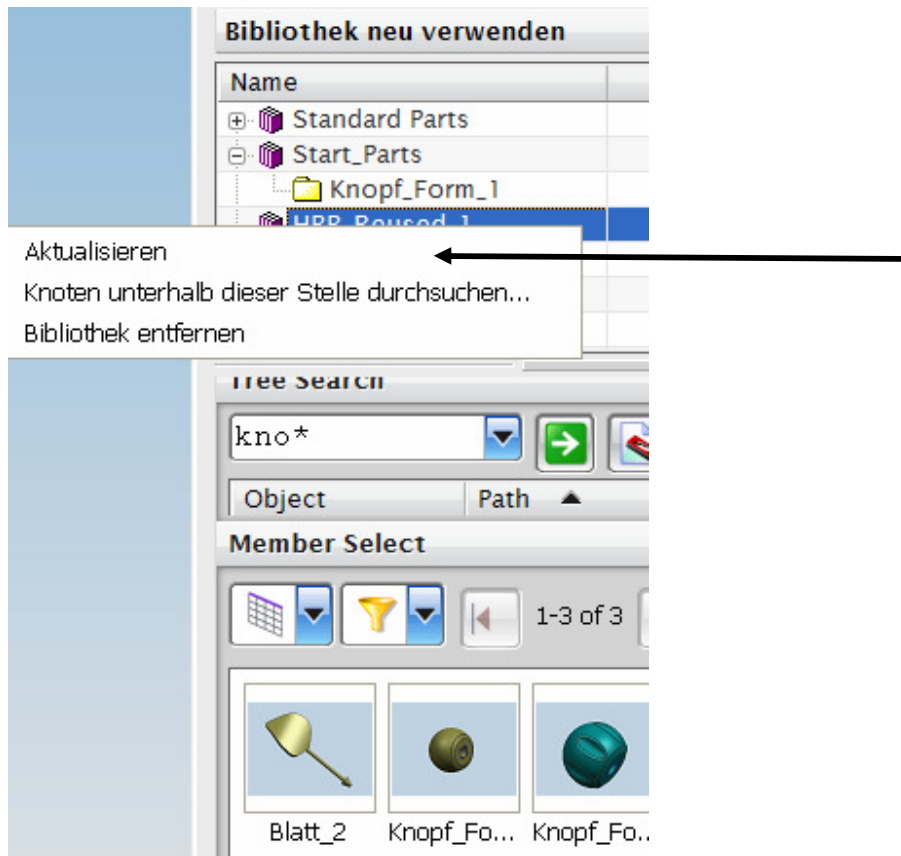 Bibliothek neu verwenden
Name
Standard Parts
Start_Parts
Knopf_Form_1
HRR_Reused_1
Aktualisieren
Knoten unterhalb dieser Stelle durchsuchen...
Bibliothek entfernen
Tree Search
kno*
Object Path
Member Select
1-3 of 3
Blatt_2 Knopf_Fo... Knopf_Fo..